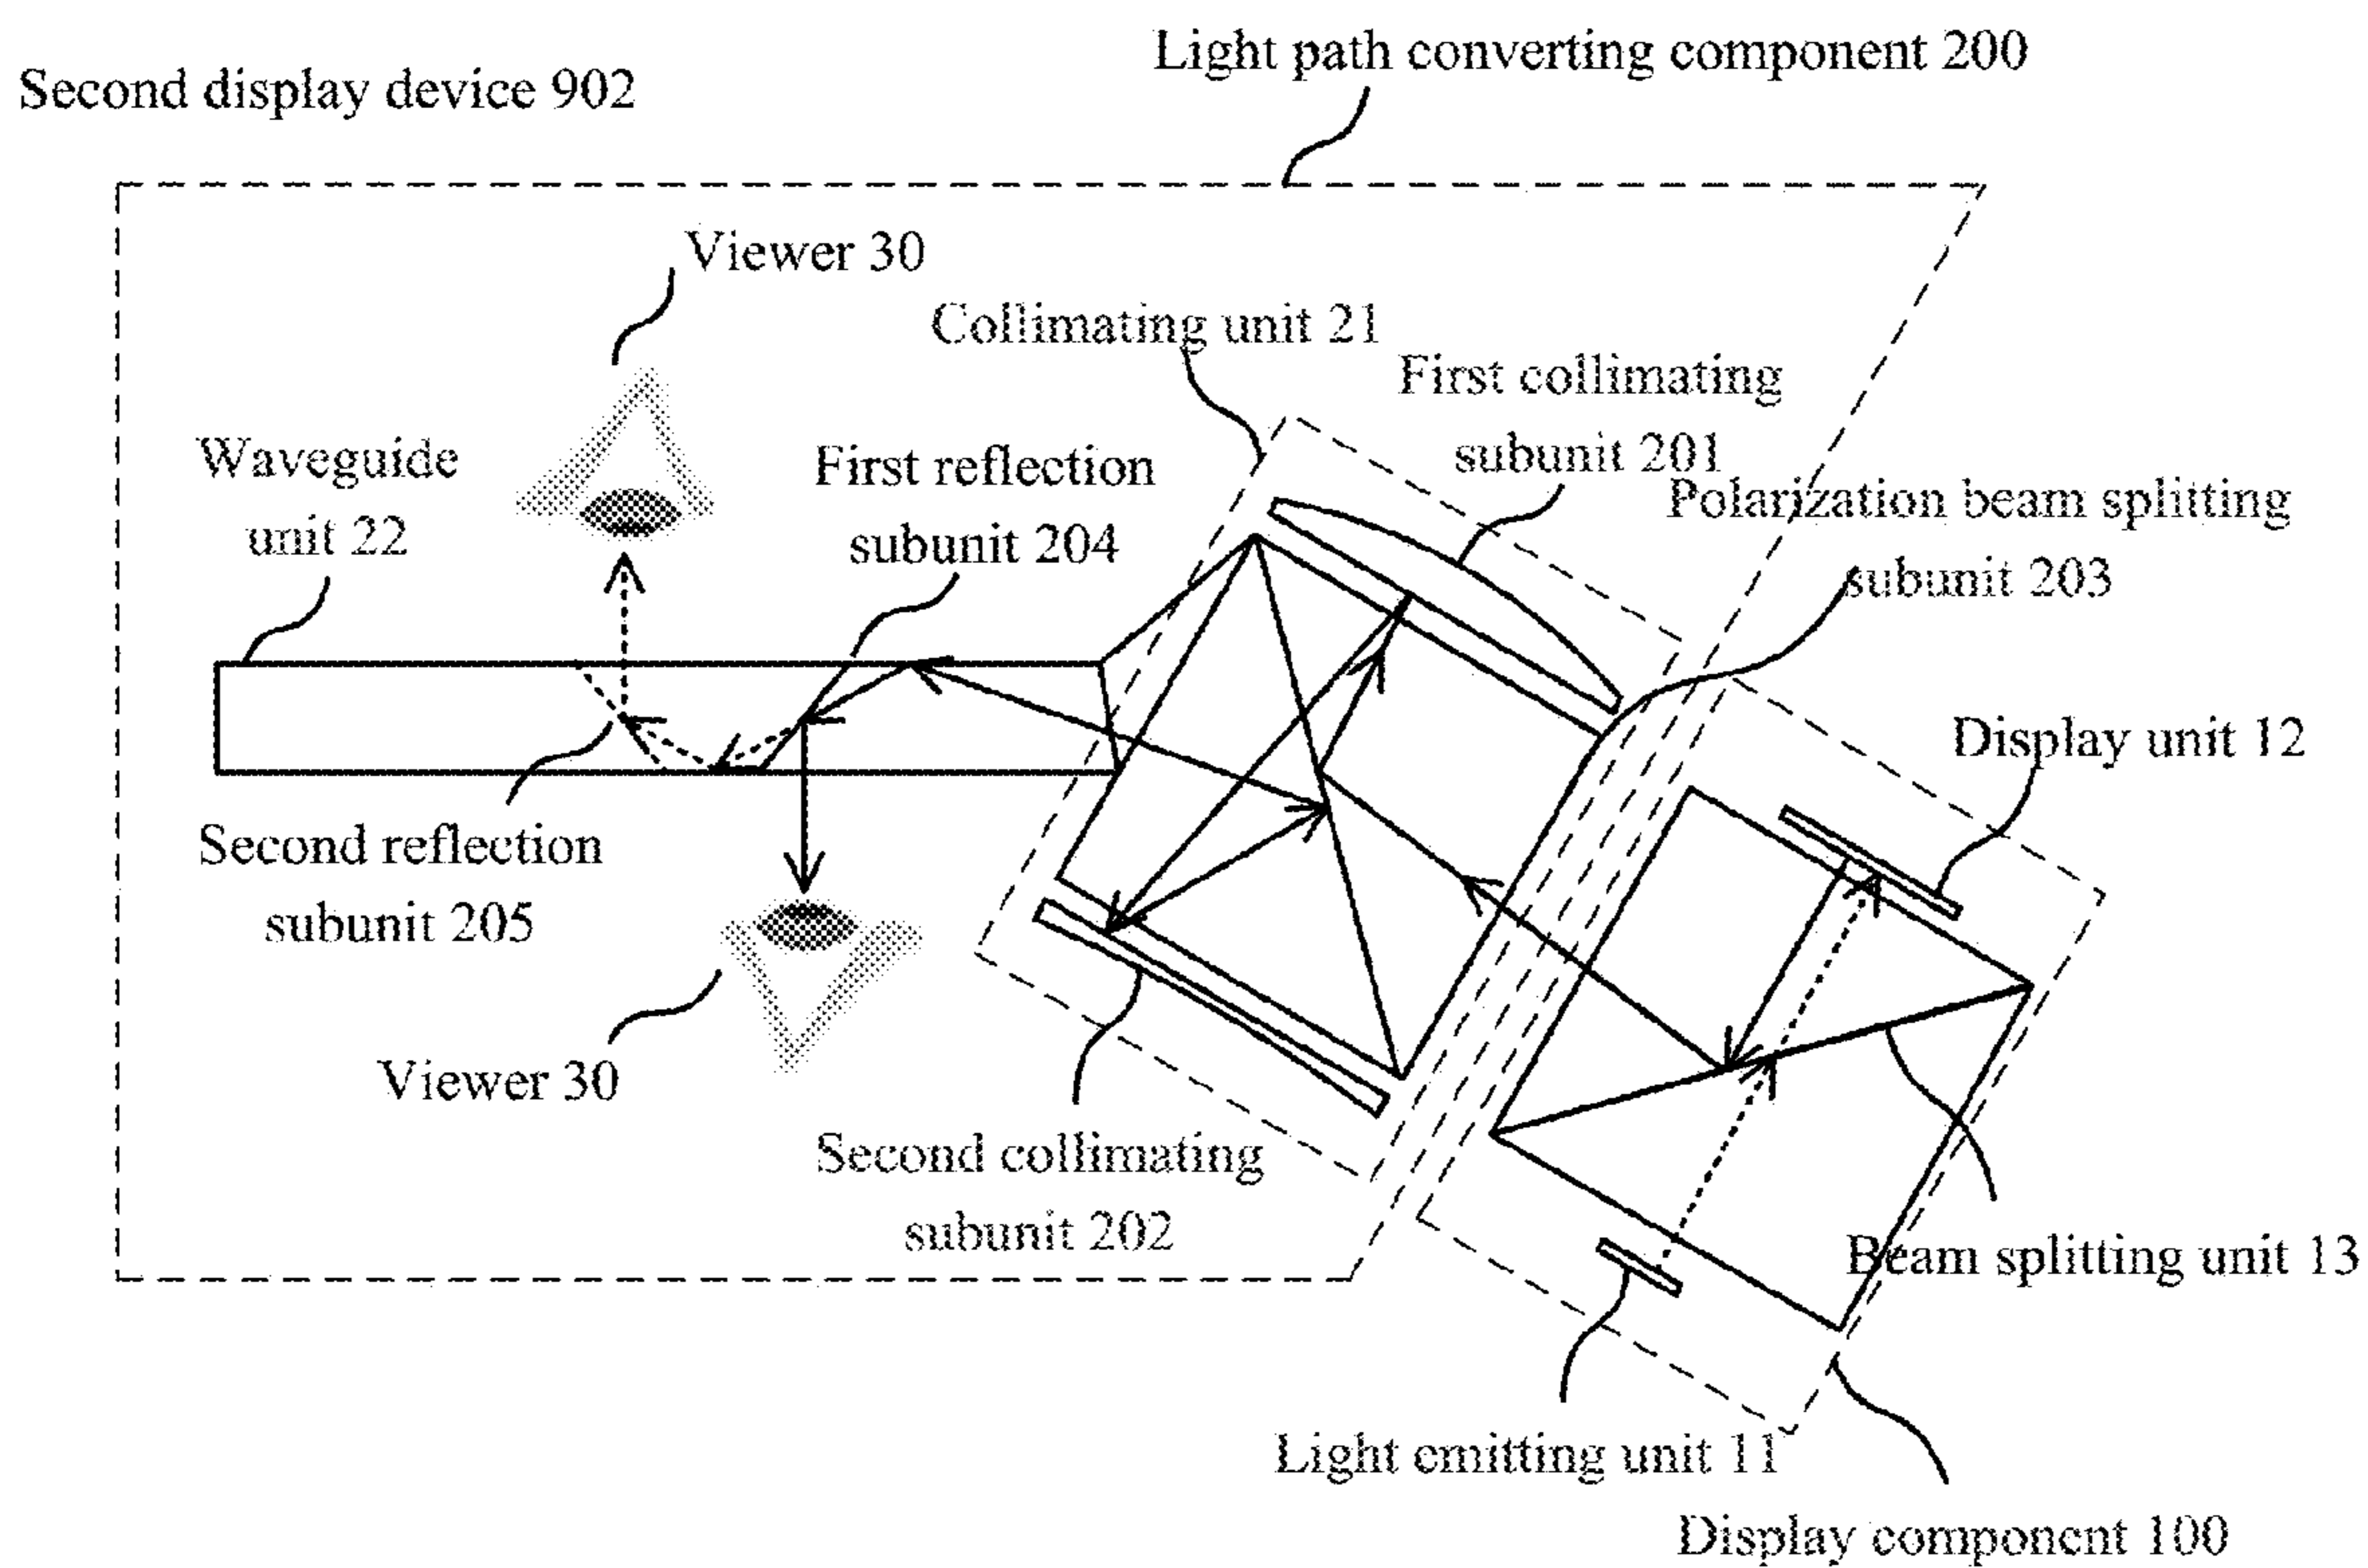 Light path converting component 200
Second display device 902
Viewer 30
Collimating unit 21
First collimating
subunit 201
Waveguide
unit 22
First reflection
subunit 204
Polarization beam splitting
subunit 203
Display unit 12
Second reflection
subunit 205
Viewer 30
Second collimating
subunit 202
Beam splitting unit 13
Light emitting unit 11
Display component 100